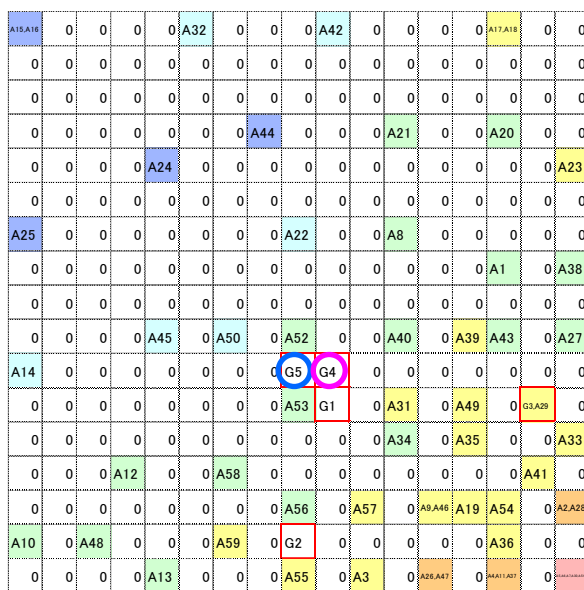 A15,A16 0 0 0 0 A32 0 0 0 A42 0 0 0 0 A17,A18 0 0
0 0 0 0 0 0 0 0 0 0 0 0 0 0 0 0 0
0 0 0 0 0 0 0 0 0 0 0 0 0 0 0 0 0
0 0 0 0 0 0 0 A44 0 0 0 A21 0 0 A20 0 0
0 0 0 0 A24 0 0 0 0 0 0 0 0 0 0 0 A23
0 0 0 0 0 0 0 0 0 0 0 0 0 0 0 0 0
A25 0 0 0 0 0 0 0 A22 0 0 A8 0 0 0 0 0
0 0 0 0 0 0 0 0 0 0 0 0 0 0 A1 0 A38
0 0 0 0 0 0 0 0 0 0 0 0 0 0 0 0 0
0 0 0 0 A45 0 A50 0 A52 0 0 A40 0 A39 A43 0 A27
A14 0 0 0 0 0 0 0 G5 G4 0 0 0 0 0 0 0
0 0 0 0 0 0 0 0 A53 G1 0 A31 0 A49 0 G3,A29 0
0 0 0 0 0 0 0 0 0 0 0 A34 0 A35 0 0 A33
0 0 0 A12 0 0 A58 0 0 0 0 0 0 0 0 A41 0
0 0 0 0 0 0 0 0 A56 0 A57 0 A9,A46 A19 A54 0 A2,A28
A10 0 A48 0 0 0 A59 0 G2 0 0 0 0 0 A36 0 0
0 0 0 0 A13 0 0 0 A55 0 A3 0 A26,A47 0 A4,A11,A37 0